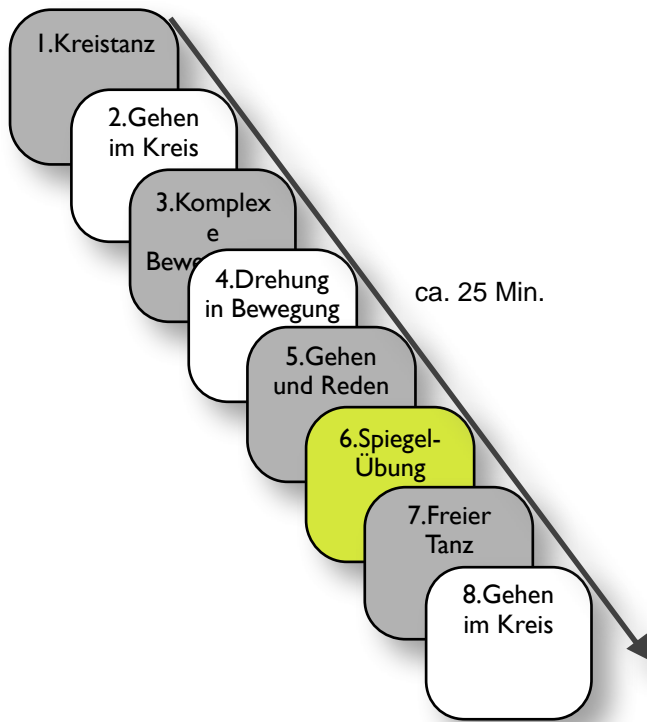 1.Kreistanz
2.Gehen
im Kreis
3.Komplex
e
Bewe
4.Drehung
in Bewegung
ca. 25 Min.
5.Gehen
und Reden
6.Spiegel-
Übung
7.Freier
Tanz
8.Gehen
im Kreis